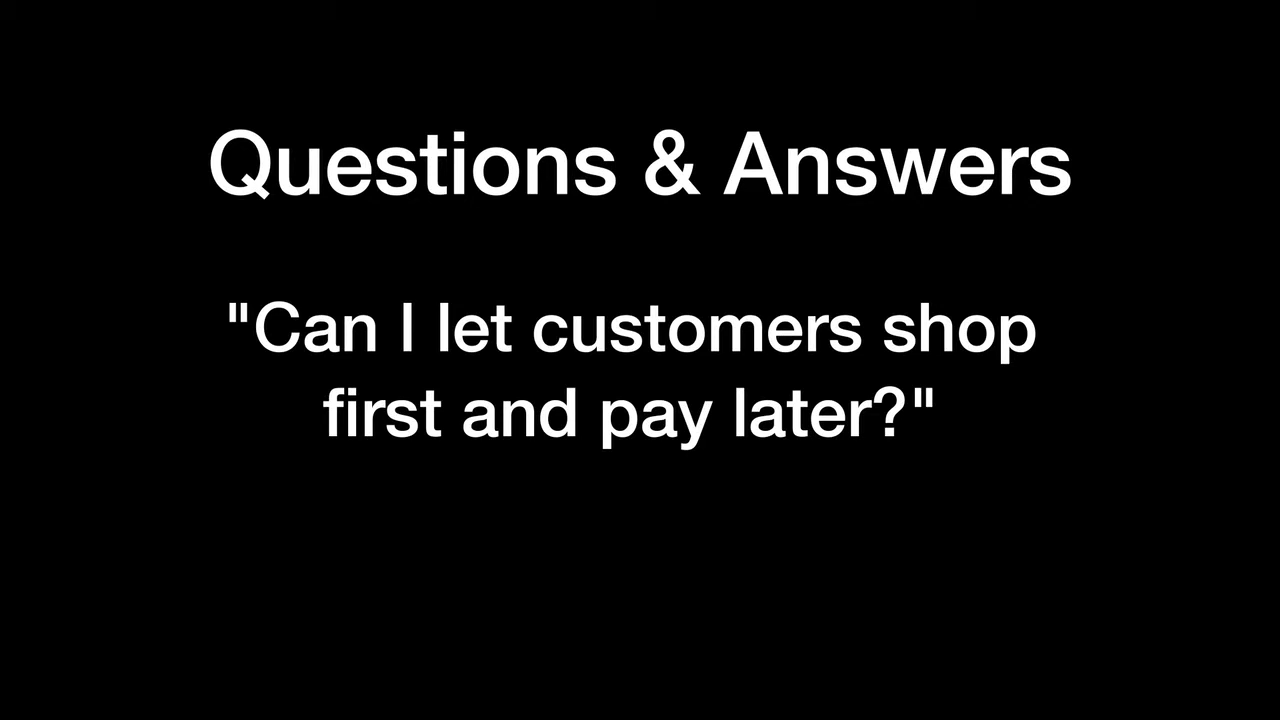 Questions & Answers
"Can I let customers shop
first and pay later?"